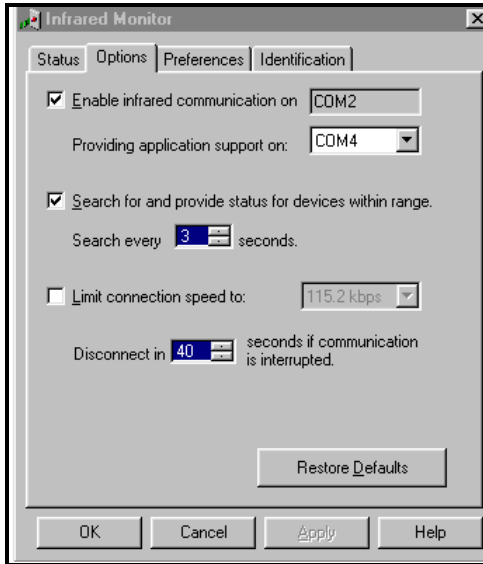 Infrared Monitor
Status Options Preferences Identification
Enable infrared communication on COM2
Providing application support on: COM4
Search for and provide status for devices within range.
Search every 3 seconds.
Limit connection speed to: 115.2 kbps
Disconnect in 40 seconds if communication
is interrupted.
Restore Defaults
OK Cancel Apply Help